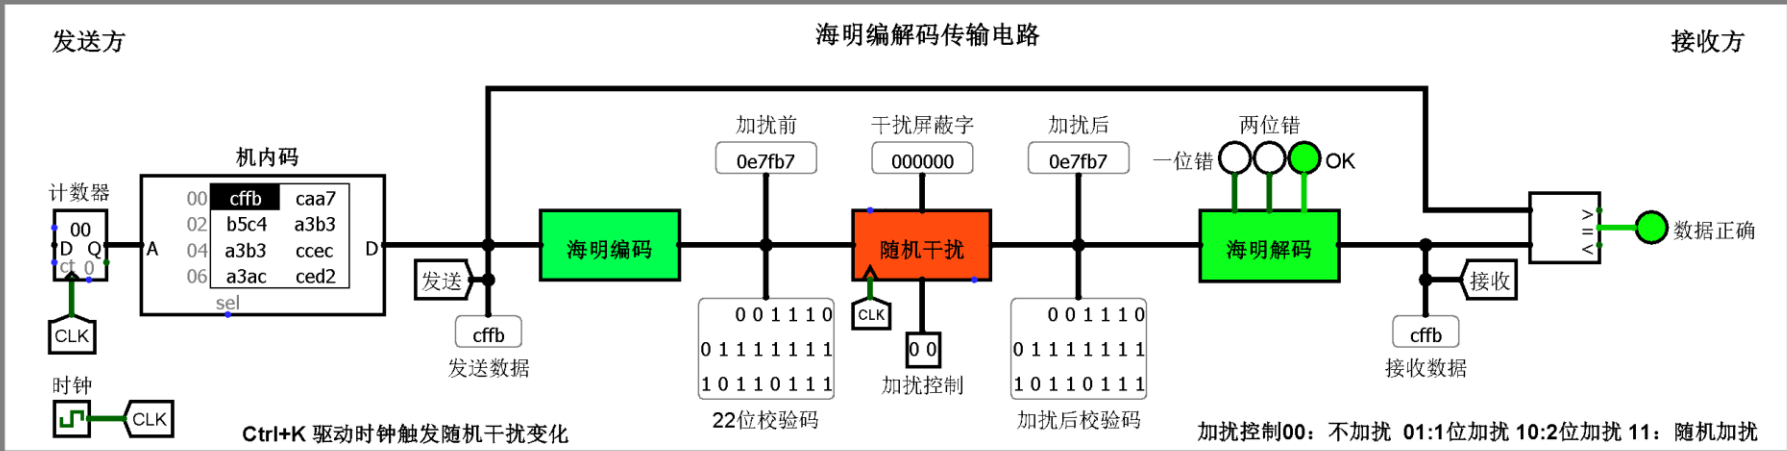 海明编解码传输电路
发送方
接收方
加扰前
干扰屏蔽字
加扰后
两位错
0e7fb7
000000
0e7fb7
一位错
OK
机内码
计数器
00 cffb caa7
02 b5c4 a3b3
04 a3b3 ccec
06 a3ac ced2
sel
00
D Q
ct 0
A
D
海明编码
随机干扰
海明解码
>
=
<
数据正确
发送
接收
CLK
cffb
发送数据
0 0 1 1 1 0
0 1 1 1 1 1 1 1
1 0 1 1 0 1 1 1
22位校验码
CLK
0 0
加扰控制
0 0 1 1 1 0
0 1 1 1 1 1 1 1
1 0 1 1 0 1 1 1
加扰后校验码
cffb
接收数据
时钟
CLK
Ctrl+K 驱动时钟触发随机干扰变化
加扰控制00：不加扰 01:1位加扰 10:2位加扰 11：随机加扰